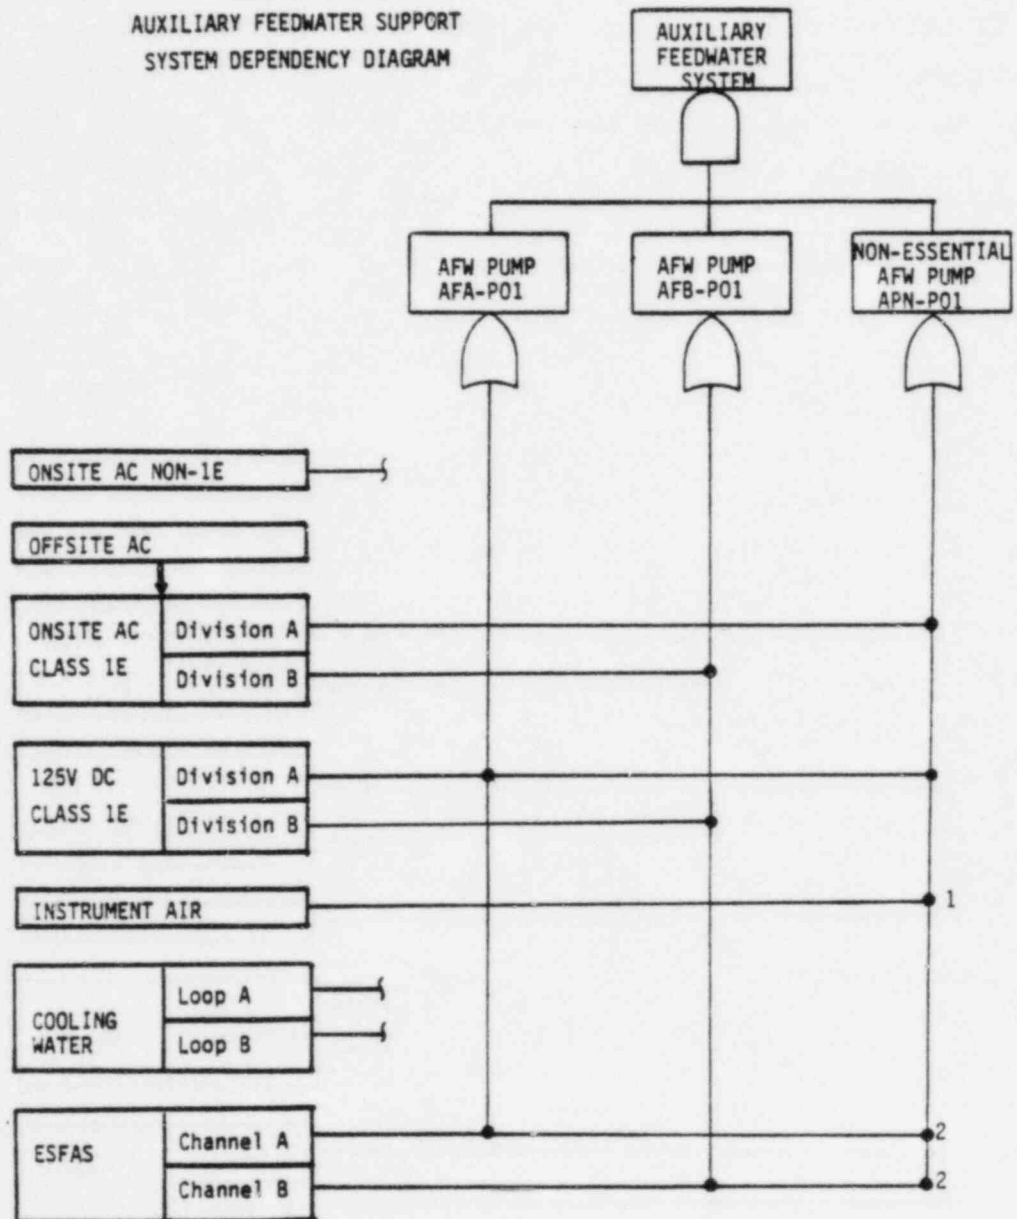 AUXILIARY FEEDWATER SUPPORT
SYSTEM DEPENDENCY DIAGRAM
AUXILIARY
FEEDWATER
SYSTEM
AFW PUMP
AFA-P01
AFW PUMP
AFB-P01
NON-ESSENTIAL
AFW PUMP
APN-P01
ONSITE AC NON-1E
OFFSITE AC
ONSITE AC
CLASS 1E
Division A
Division B
125V DC
CLASS 1E
Division A
Division B
INSTRUMENT AIR
1
COOLING
WATER
Loop A
Loop B
ESFAS
Channel A
2
Channel B
2